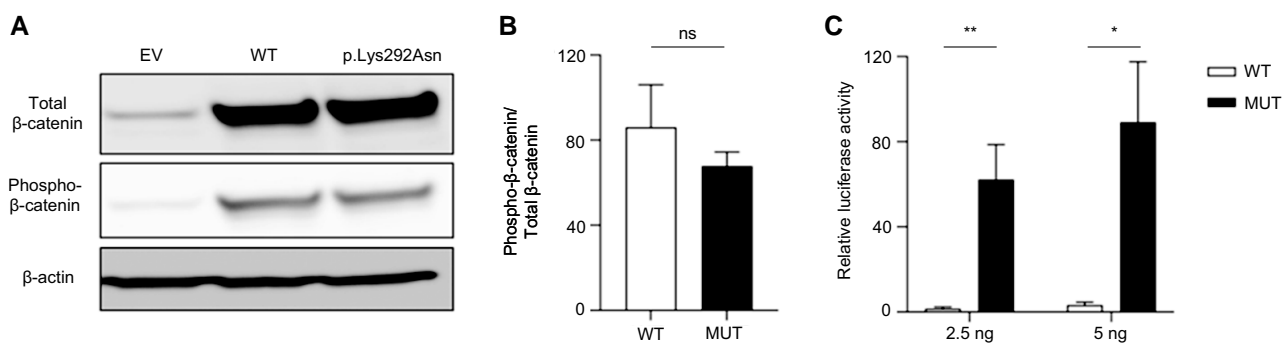 A
EV WT p.Lys292Asn
Total
β-catenin
Phospho-
β-catenin
β-actin
B
ns
120
80
40
0
Phospho-β-catenin/
Total β-catenin
WT MUT
C
** *
120
80
40
0
Relative luciferase activity
2.5 ng 5 ng
WT
MUT